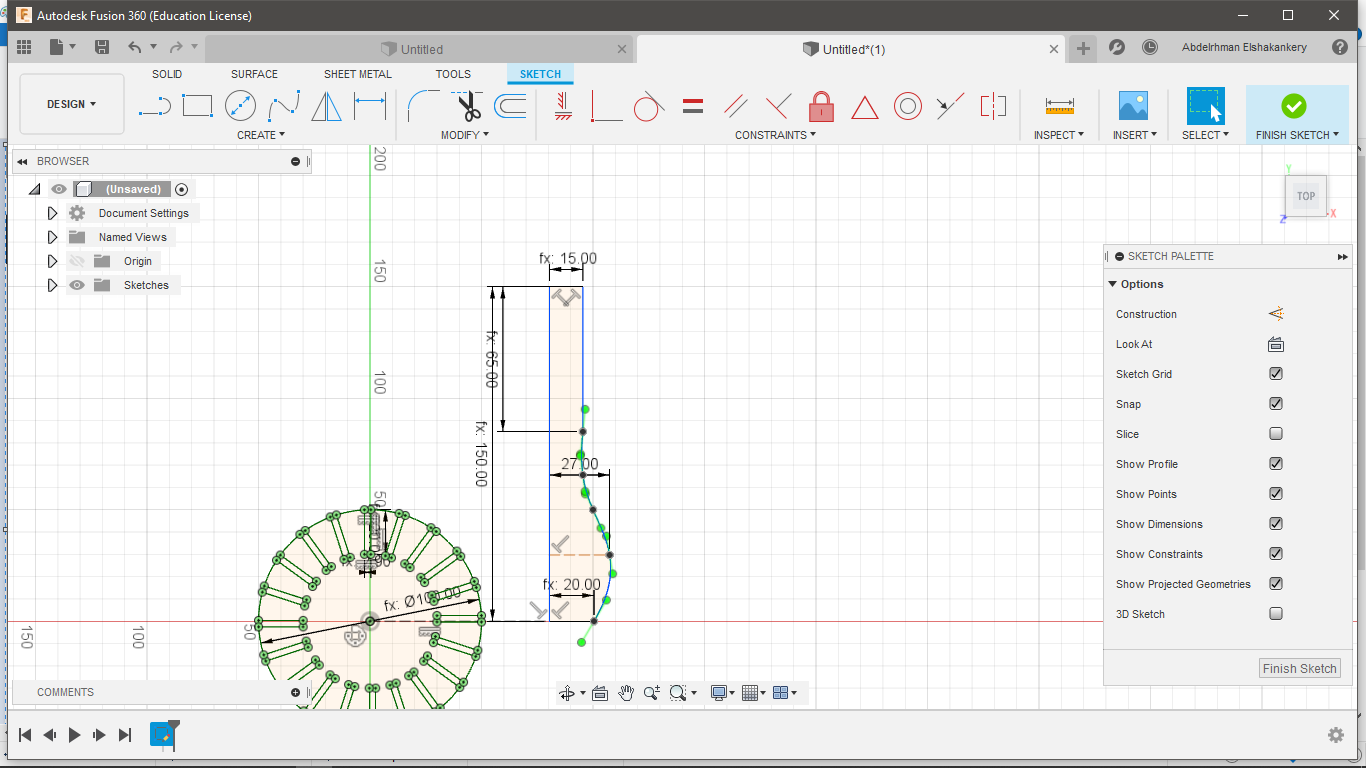 Autodesk Fusion 360 (Education License)
Untitled
Untitled*(1)
Abdelrhman Elshakankery
DESIGN
SOLID
SURFACE
SHEET METAL
TOOLS
SKETCH
CREATE
MODIFY
CONSTRAINTS
INSPECT
INSERT
SELECT
FINISH SKETCH
BROWSER
(Unsaved)
Document Settings
Named Views
Origin
Sketches
TOP
Y
X
Z
200
150
100
50
50
100
150
fx: 15.00
fx: 65.00
fx: 150.00
27.00
fx: 20.00
SKETCH PALETTE
Options
Construction
Look At
Sketch Grid
Snap
Slice
Show Profile
Show Points
Show Dimensions
Show Constraints
Show Projected Geometries
3D Sketch
Finish Sketch
COMMENTS